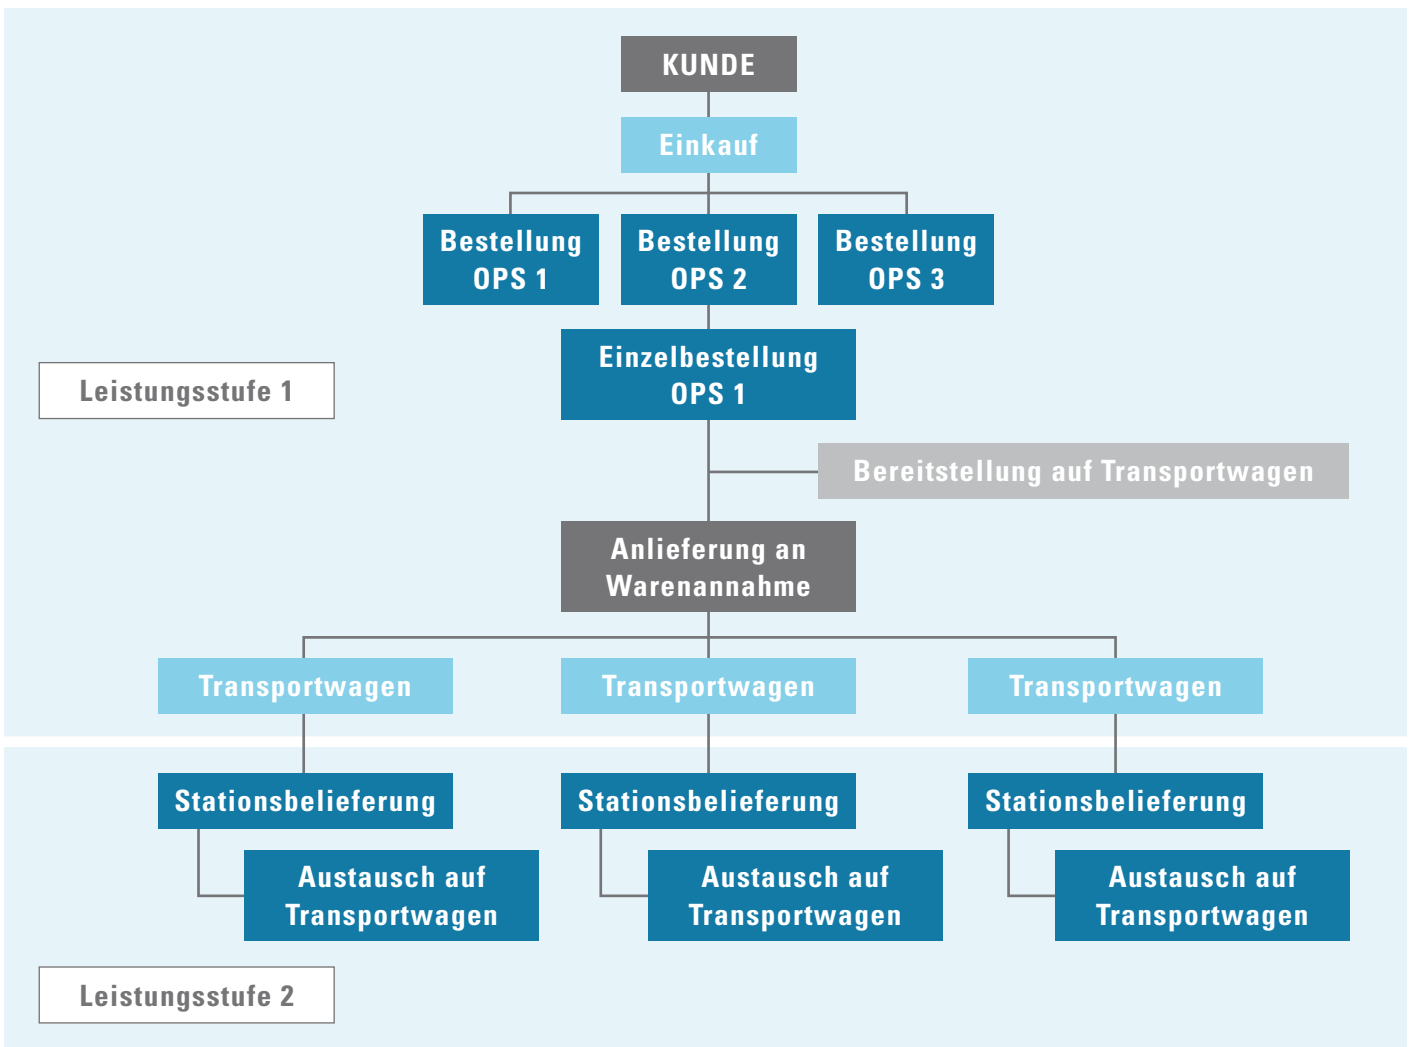 KUNDE
Einkauf
Bestellung
OPS 1
Bestellung
OPS 2
Bestellung
OPS 3
Einzelbestellung
OPS 1
Leistungsstufe 1
Bereitstellung auf Transportwagen
Anlieferung an
Warenannahme
Transportwagen
Transportwagen
Transportwagen
Stationsbelieferung
Stationsbelieferung
Stationsbelieferung
Austausch auf
Transportwagen
Austausch auf
Transportwagen
Austausch auf
Transportwagen
Leistungsstufe 2